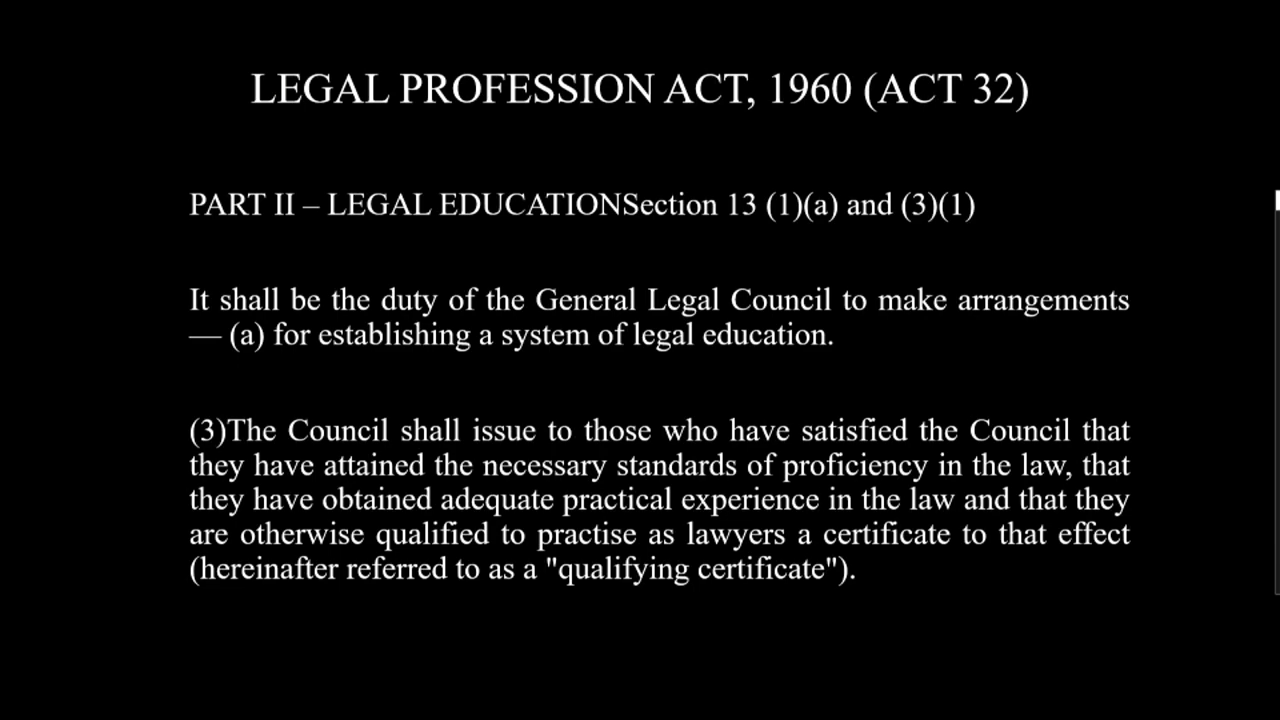 LEGAL PROFESSION ACT, 1960 (ACT 32)
PART II – LEGAL EDUCATIONSection 13 (1)(a) and (3)(1)
It shall be the duty of the General Legal Council to make arrangements
— (a) for establishing a system of legal education.
(3)The Council shall issue to those who have satisfied the Council that
they have attained the necessary standards of proficiency in the law, that
they have obtained adequate practical experience in the law and that they
are otherwise qualified to practise as lawyers a certificate to that effect
(hereinafter referred to as a "qualifying certificate").